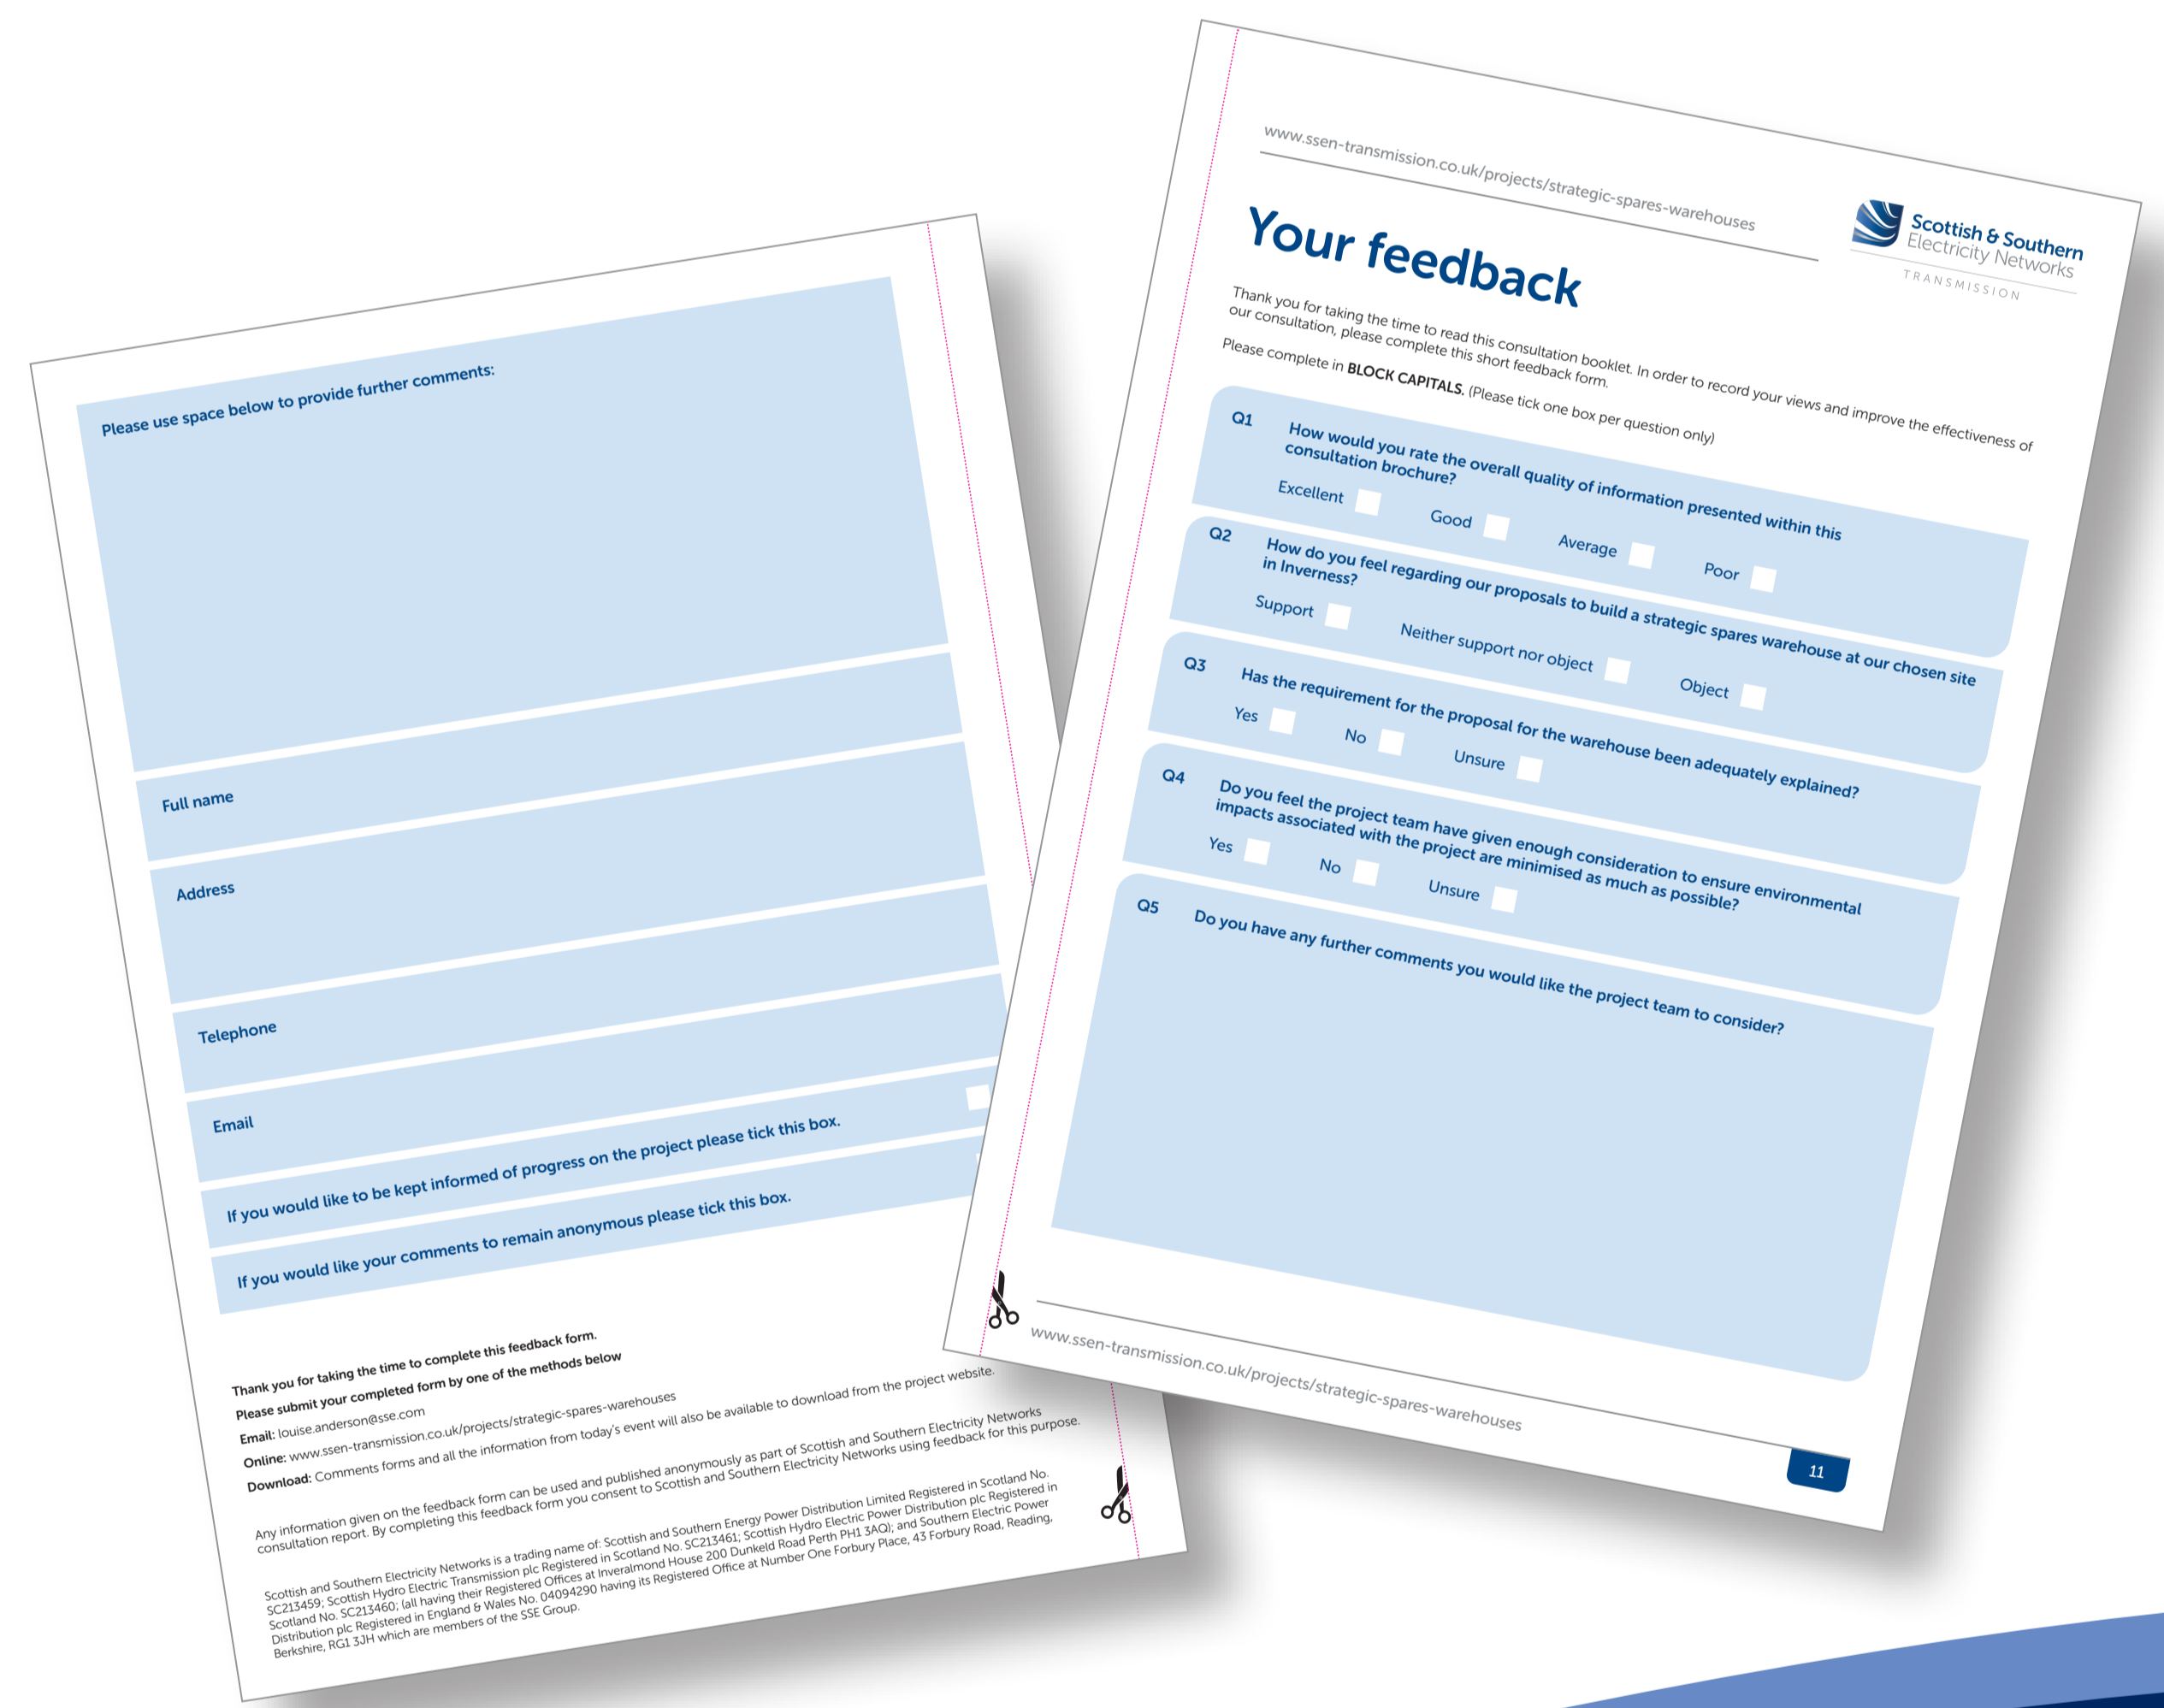 Please use space below to provide further comments:
Full name
Address
Telephone
Email
If you would like to be kept informed of progress on the project please tick this box.
If you would like your comments to remain anonymous please tick this box.
Thank you for taking the time to complete this feedback form.
Please submit your completed form by one of the methods below
Email: louise.anderson@sse.com
Online: www.ssen-transmission.co.uk/projects/strategic-spares-warehouses
Download: Comments forms and all the information from today's event will also be available to download from the project website.
Any information given on the feedback form can be used and published anonymously as part of Scottish and Southern Electricity Networks
consultation report. By completing this feedback form you consent to Scottish and Southern Electricity Networks using feedback for this purpose.
Scottish and Southern Electricity Networks is a trading name of: Scottish and Southern Energy Power Distribution Limited Registered in Scotland No.
SC213459; Scottish Hydro Electric Transmission plc Registered in Scotland No. SC213461; Scottish Hydro Electric Power Distribution plc Registered in
Scotland No. SC213460; (all having their Registered Offices at Inveralmond House 200 Dunkeld Road Perth PH1 3AQ); and Southern Electric Power
Distribution plc Registered in England & Wales No. 04094290 having its Registered Office at Number One Forbury Place, 43 Forbury Road, Reading,
Berkshire, RG1 3JH which are members of the SSE Group.
www.ssen-transmission.co.uk/projects/strategic-spares-warehouses
Scottish & Southern
Electricity Networks
TRANSMISSION
Your feedback
Thank you for taking the time to read this consultation booklet. In order to record your views and improve the effectiveness of
our consultation, please complete this short feedback form.
Please complete in BLOCK CAPITALS. (Please tick one box per question only)
Q1 How would you rate the overall quality of information presented within this
consultation brochure?
Excellent Good Average Poor
Q2 How do you feel regarding our proposals to build a strategic spares warehouse at our chosen site
in Inverness?
Support Neither support nor object Object
Q3 Has the requirement for the proposal for the warehouse been adequately explained?
Yes No Unsure
Q4 Do you feel the project team have given enough consideration to ensure environmental
impacts associated with the project are minimised as much as possible?
Yes No Unsure
Q5 Do you have any further comments you would like the project team to consider?
www.ssen-transmission.co.uk/projects/strategic-spares-warehouses
11